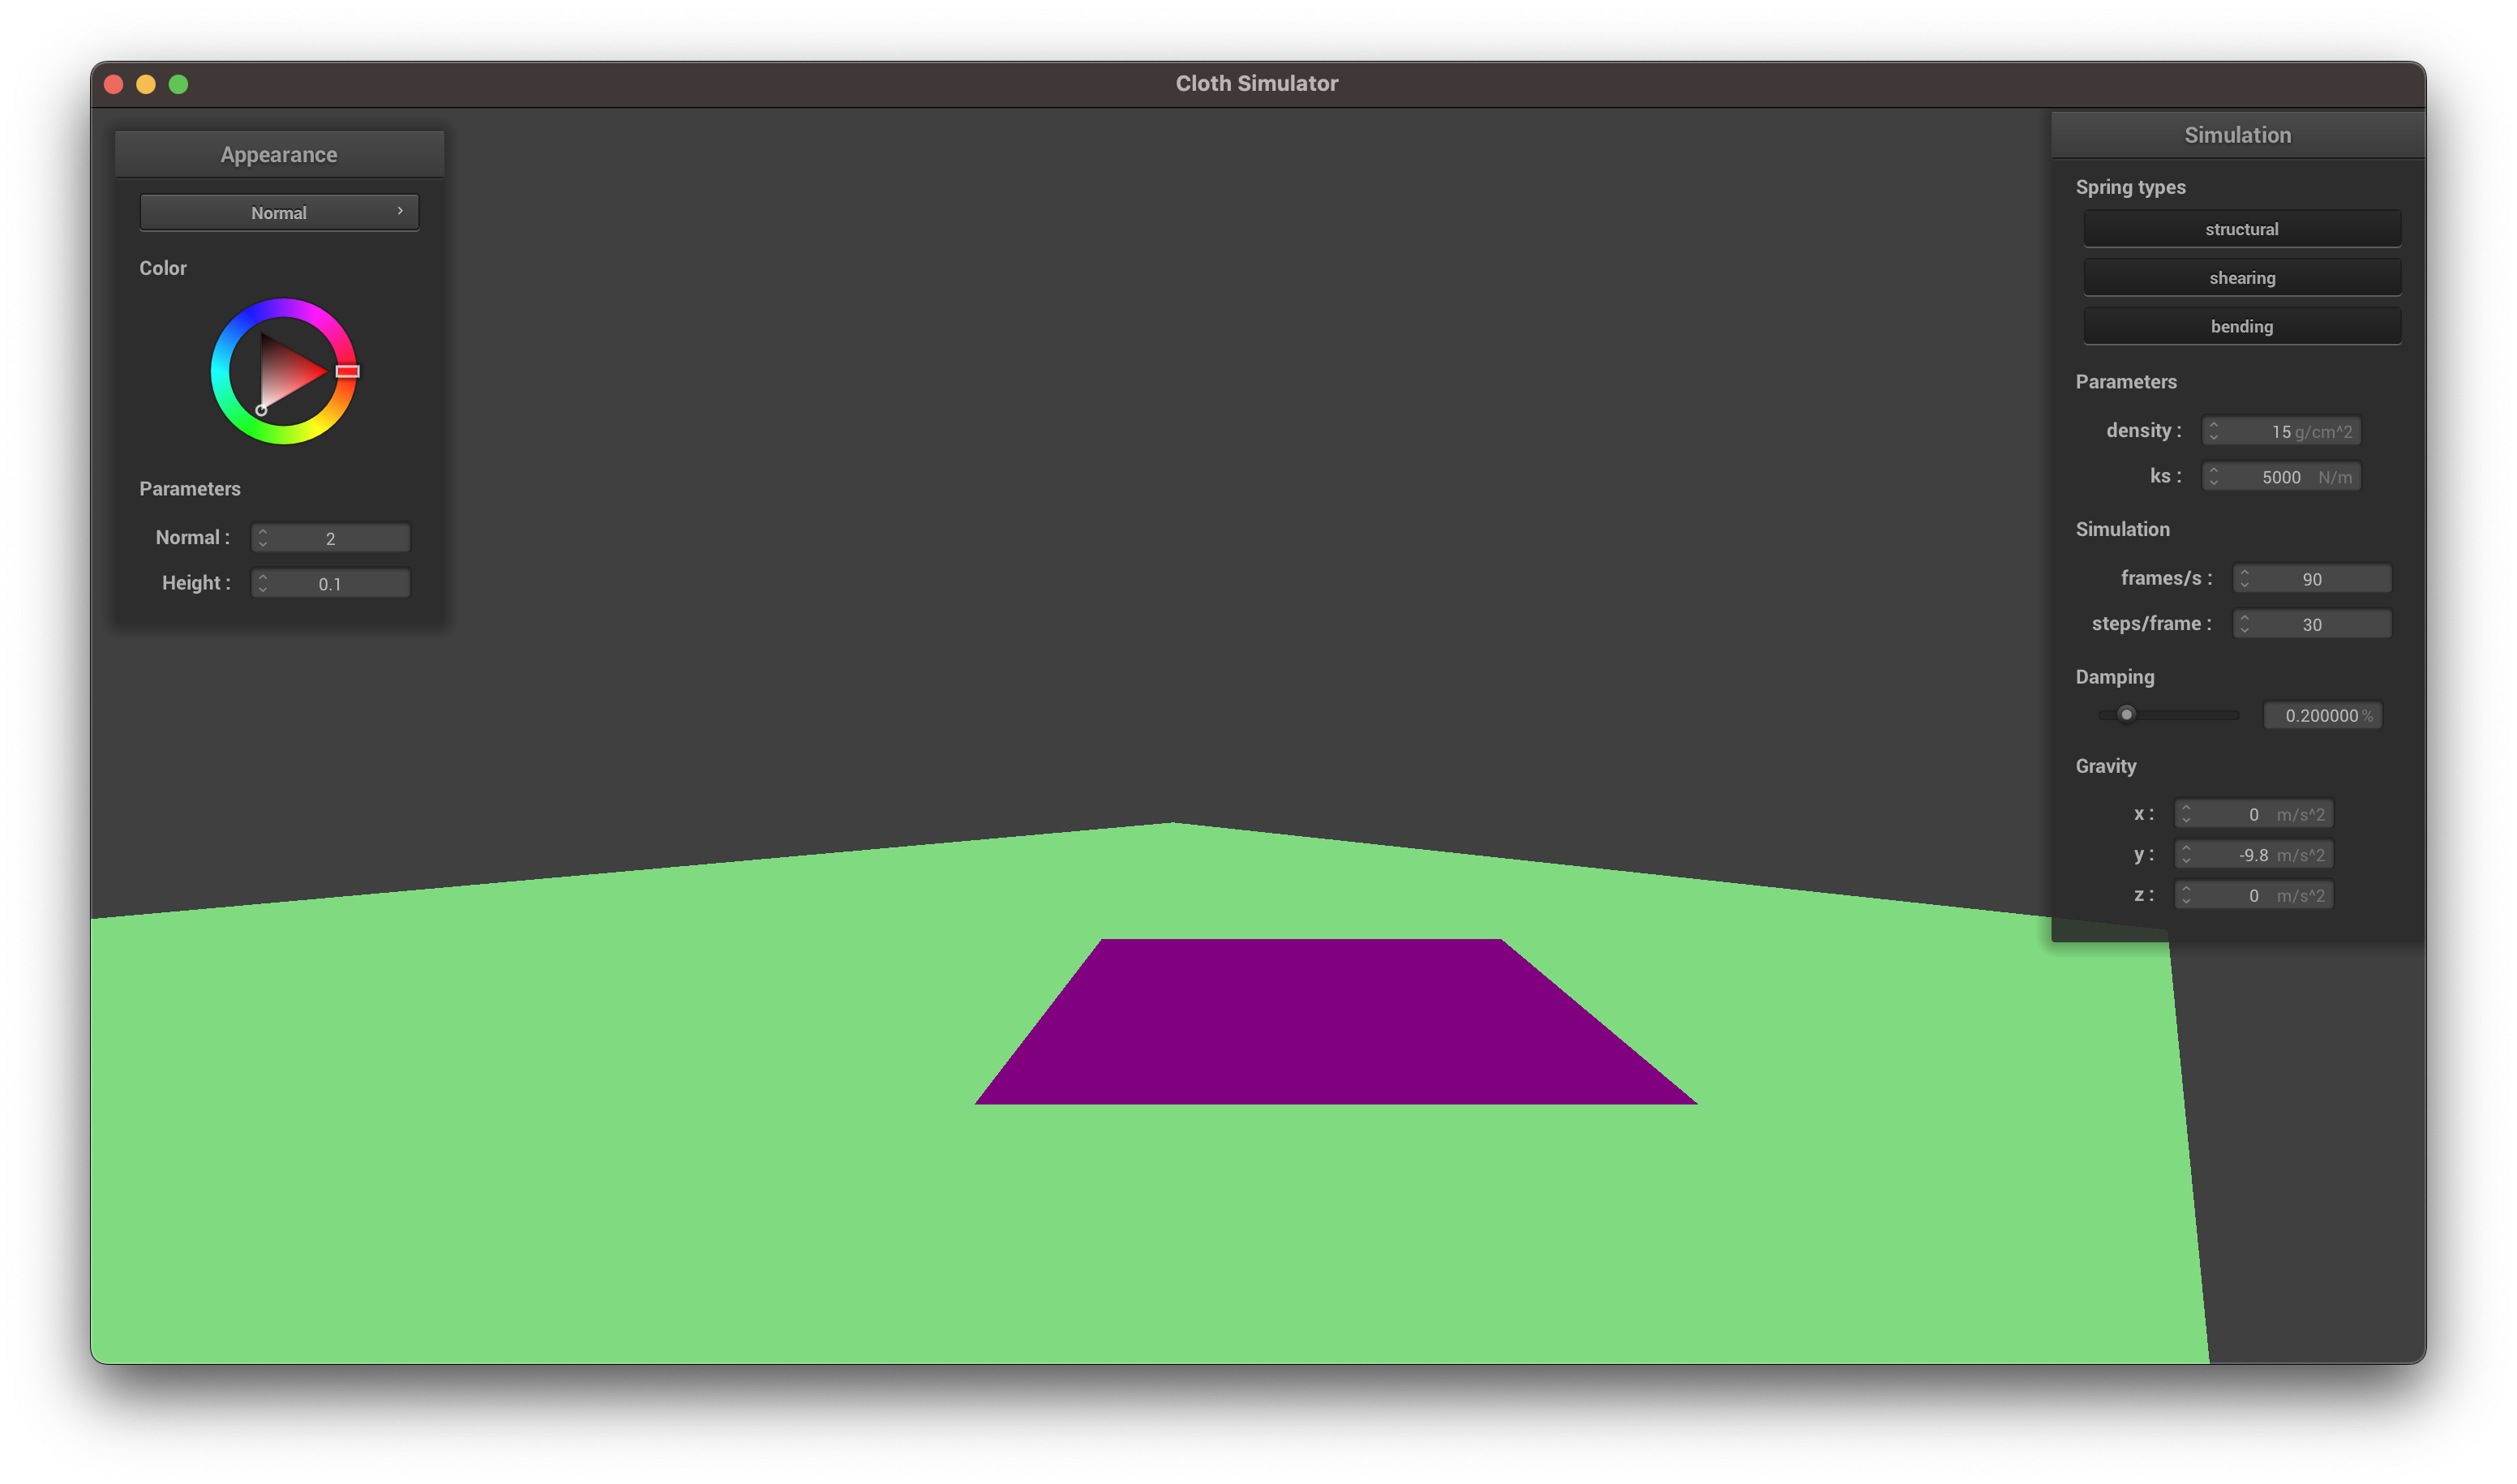 Cloth Simulator
Appearance
Normal
Color
Parameters
Normal : 2
Height : 0.1
Simulation
Spring types
structural
shearing
bending
Parameters
density : 15 g/cm^2
ks : 5000 N/m
Simulation
frames/s : 90
steps/frame : 30
Damping
0.200000 %
Gravity
x : 0 m/s^2
y : -9.8 m/s^2
z : 0 m/s^2